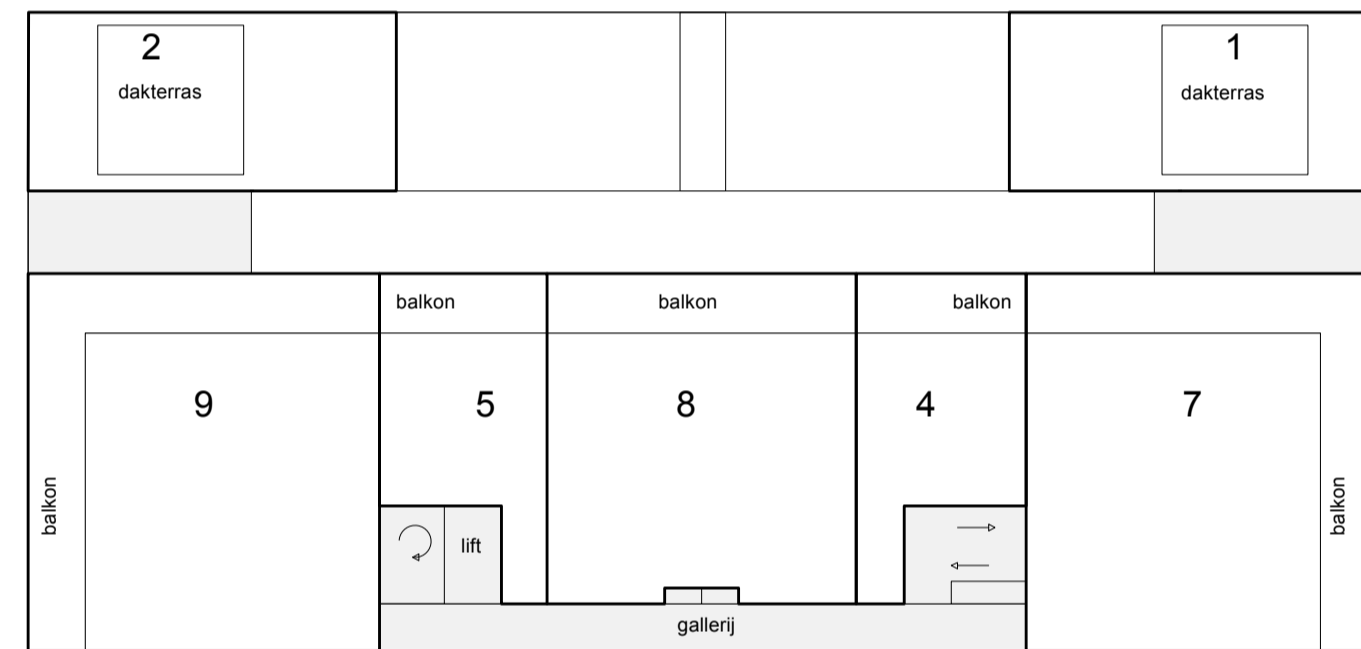 2
1
dakterras
dakterras
balkon
balkon
balkon
9
5
8
4
7
balkon
balkon
lift
gallerij